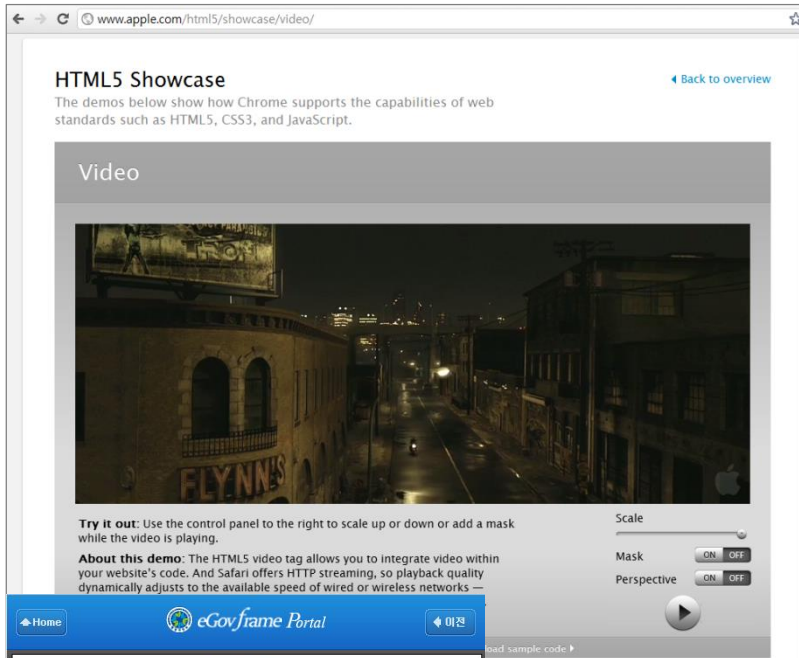 www.apple.com/html5/showcase/video/
HTML5 Showcase
Back to overview
The demos below show how Chrome supports the capabilities of web
standards such as HTML5, CSS3, and JavaScript.
Video
TRON
FLYNN'S
Try it out: Use the control panel to the right to scale up or down or add a mask
while the video is playing.
About this demo: The HTML5 video tag allows you to integrate video within
your website's code. And Safari offers HTTP streaming, so playback quality
dynamically adjusts to the available speed of wired or wireless networks —
Scale
Mask ON OFF
Perspective ON OFF
Home
eGovframe Portal
이전
sample code